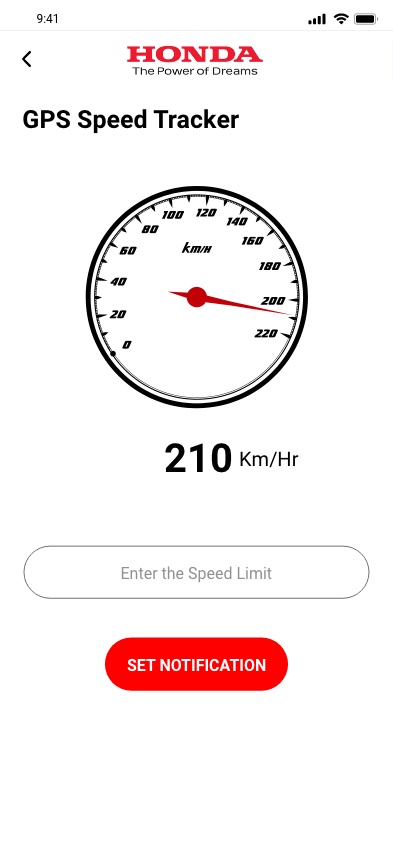 9:41
HONDA
The Power of Dreams
GPS Speed Tracker
100 120
80 140
60 km/H 160
180
40
200
20
220
0
210 Km/Hr
Enter the Speed Limit
SET NOTIFICATION